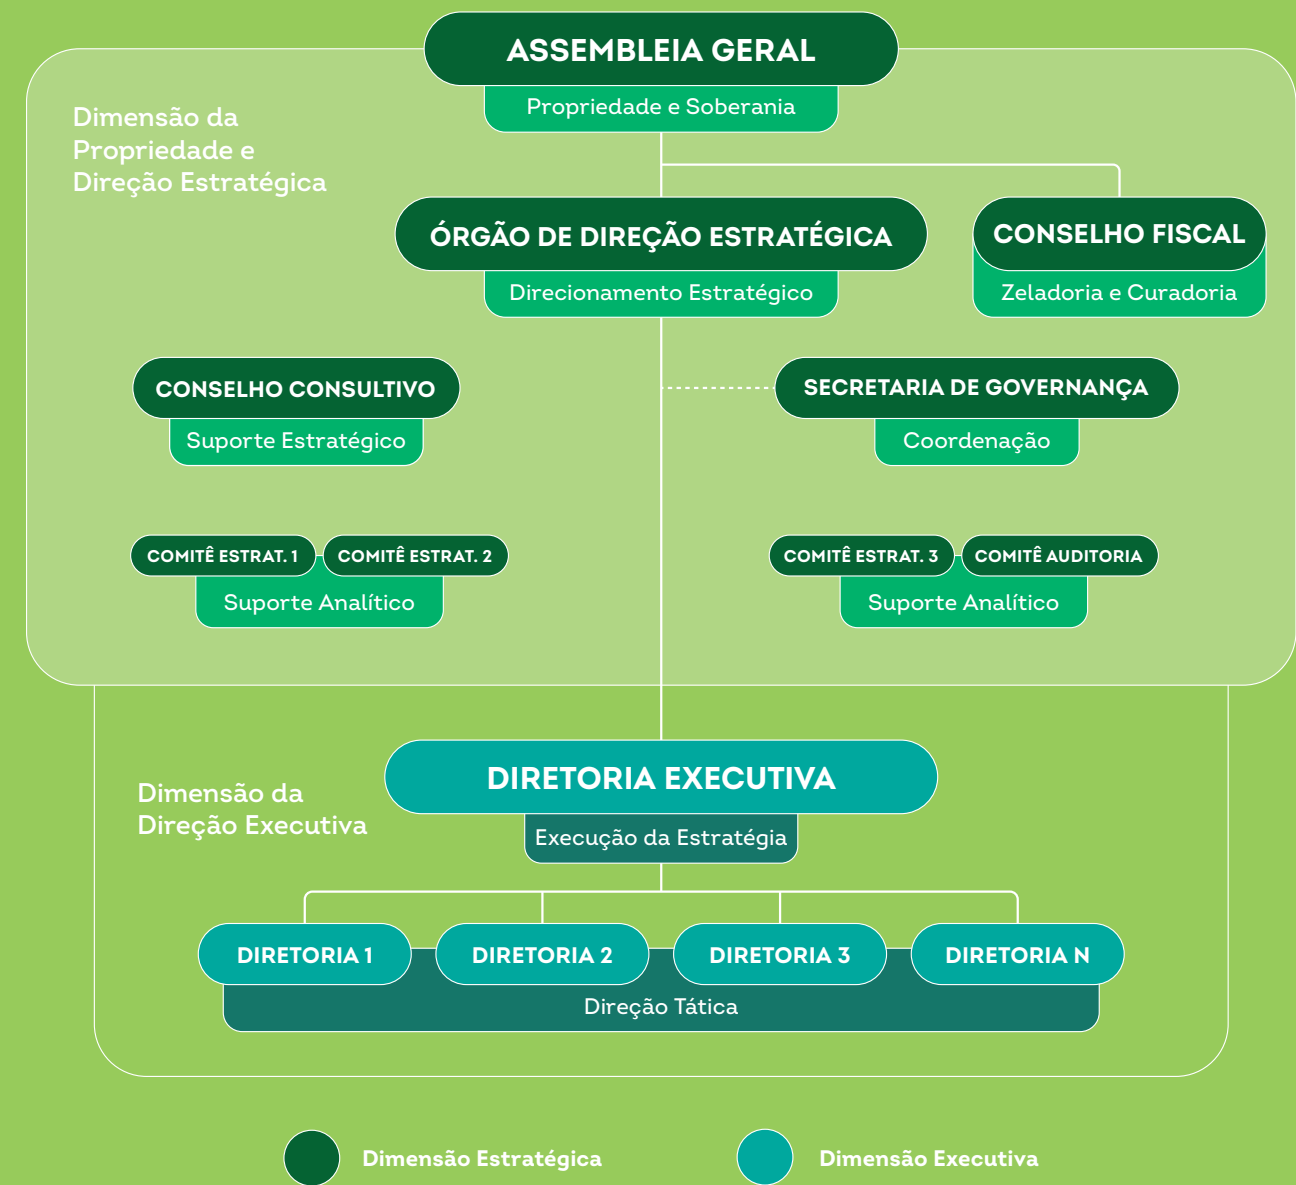 ASSEMBLEIA GERAL
Propriedade e Soberania
Dimensão da
Propriedade e
Direção Estratégica
ÓRGÃO DE DIREÇÃO ESTRATÉGICA
Direcionamento Estratégico
CONSELHO FISCAL
Zeladoria e Curadoria
CONSELHO CONSULTIVO
Suporte Estratégico
SECRETARIA DE GOVERNANÇA
Coordenação
COMITÊ ESTRAT. 1
COMITÊ ESTRAT. 2
Suporte Analítico
COMITÊ ESTRAT. 3
COMITÊ AUDITORIA
Suporte Analítico
DIRETORIA EXECUTIVA
Execução da Estratégia
Dimensão da
Direção Executiva
DIRETORIA 1
DIRETORIA 2
DIRETORIA 3
DIRETORIA N
Direção Tática
Dimensão Estratégica
Dimensão Executiva